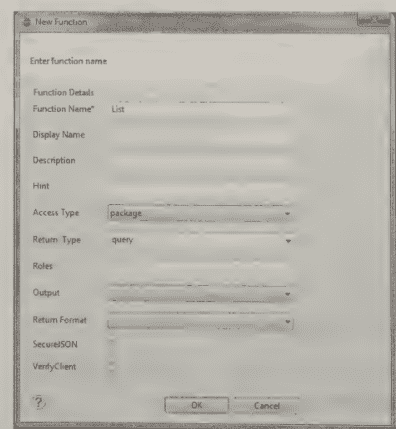 New Function
Enter function name
Function Details
Function Name* List
Display Name
Description
Hint
Access Type package
Return Type query
Roles
Output
Return Format
SecureJSON
VerifyClient
?
OK Cancel